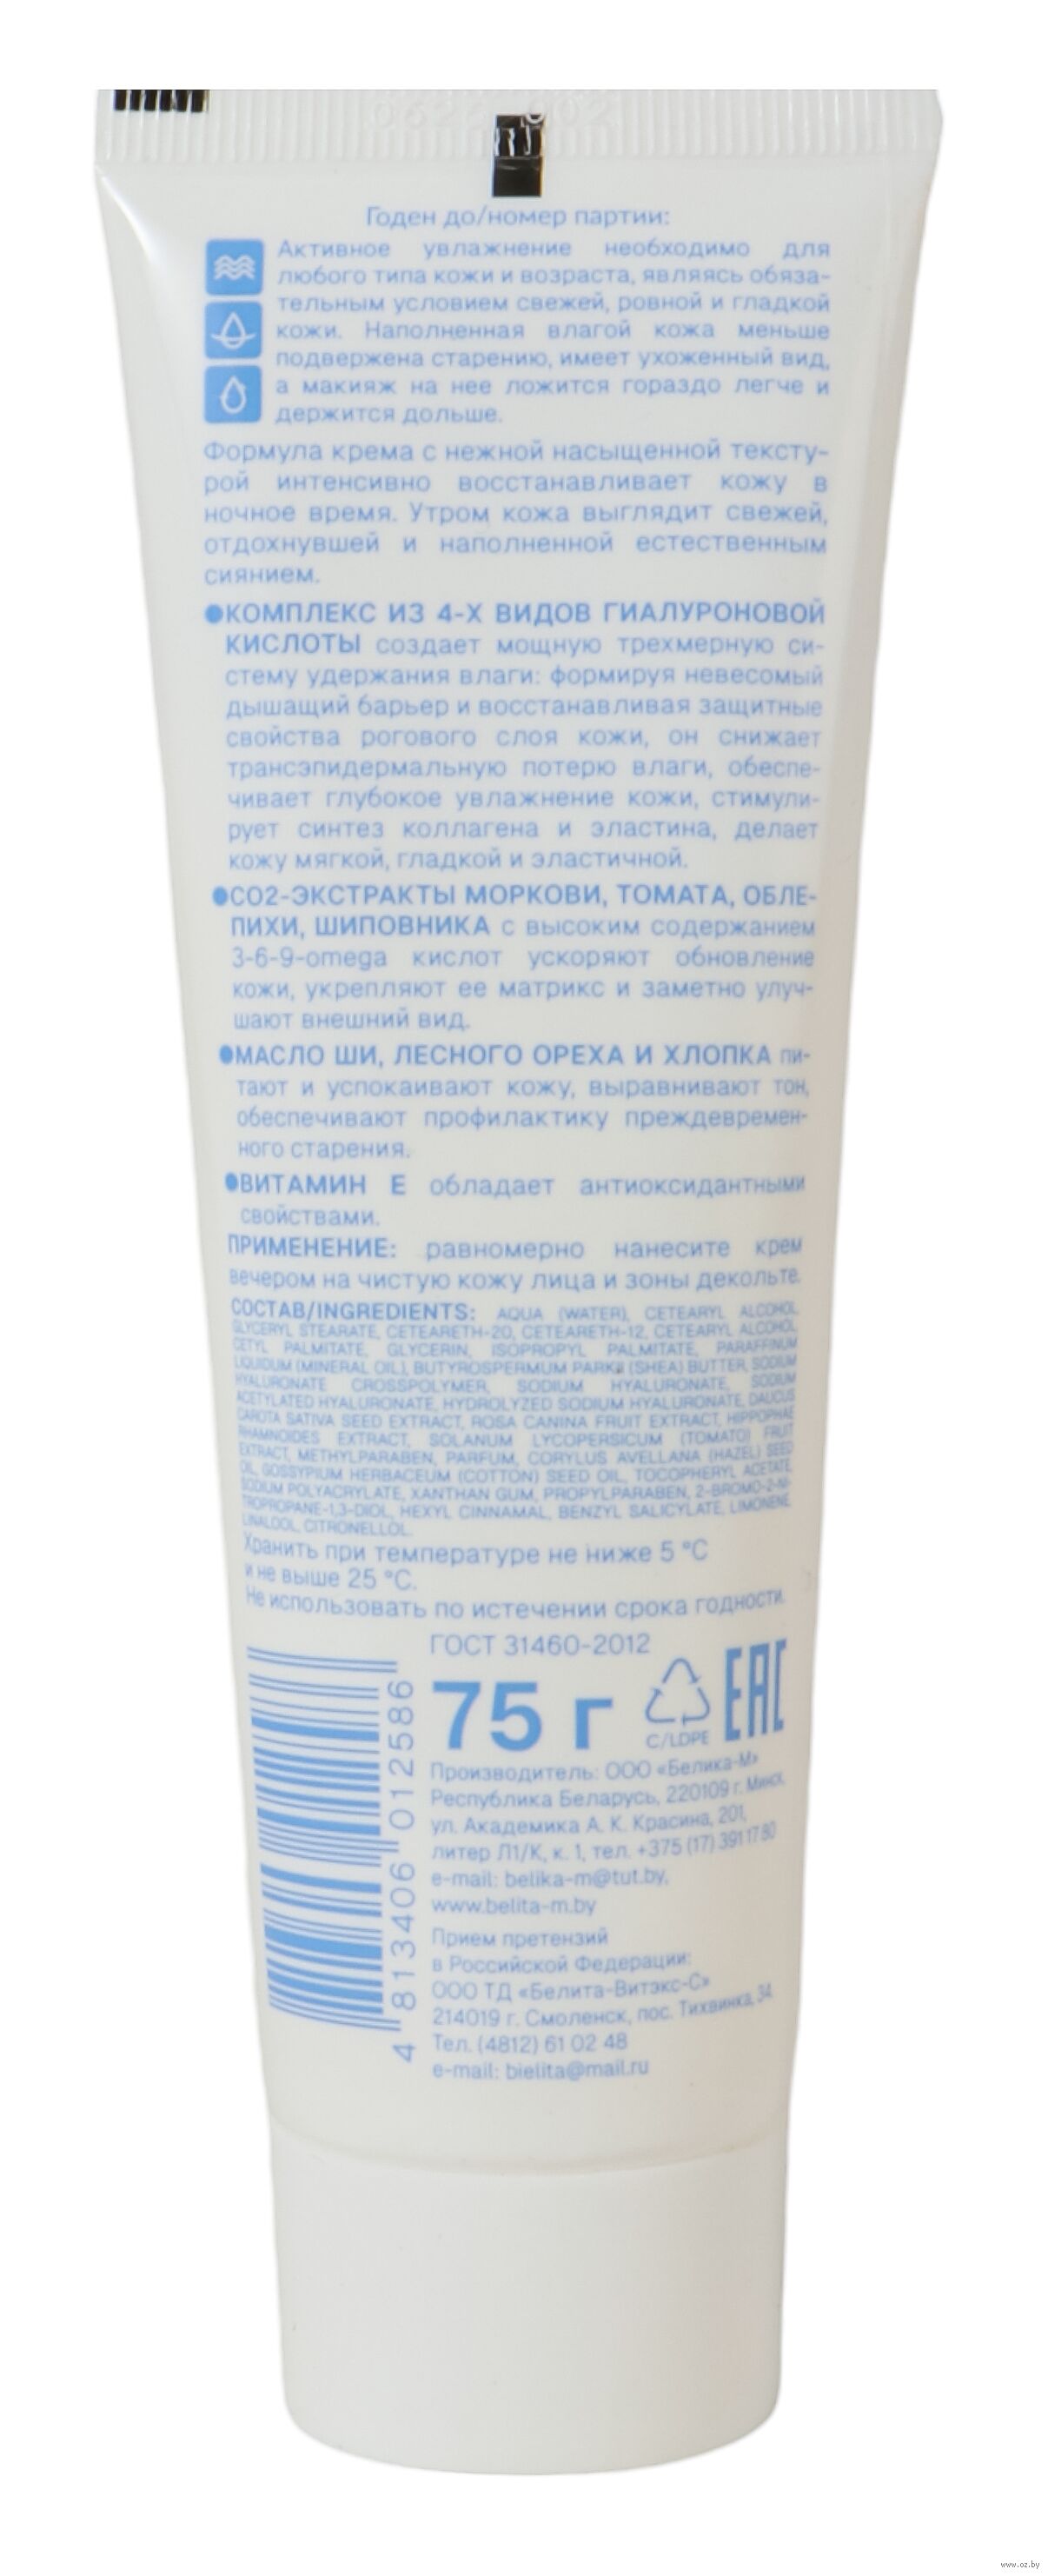 Годен до/номер партии:
Активное увлажнение необходимо для
любого типа кожи и возраста, являясь обяза-
тельным условием свежей, ровной и гладкой
кожи. Наполненная влагой кожа меньше
подвержена старению, имеет ухоженный вид,
а макияж на нее ложится гораздо легче и
держится дольше.
Формула крема с нежной насыщенной тексту-
рой интенсивно восстанавливает кожу в
ночное время. Утром кожа выглядит свежей,
отдохнувшей и наполненной естественным
сиянием.
●КОМПЛЕКС ИЗ 4-Х ВИДОВ ГИАЛУРОНОВОЙ
КИСЛОТЫ создает мощную трехмерную си-
стему удержания влаги: формируя невесомый
дышащий барьер и восстанавливая защитные
свойства рогового слоя кожи, он снижает
трансэпидермальную потерю влаги, обеспе-
чивает глубокое увлажнение кожи, стимули-
рует синтез коллагена и эластина, делает
кожу мягкой, гладкой и эластичной.
●СО2-ЭКСТРАКТЫ МОРКОВИ, ТОМАТА, ОБЛЕ-
ПИХИ, ШИПОВНИКА с высоким содержанием
3-6-9-omega кислот ускоряют обновление
кожи, укрепляют ее матрикс и заметно улуч-
шают внешний вид.
●МАСЛО ШИ, ЛЕСНОГО ОРЕХА И ХЛОПКА пи-
тают и успокаивают кожу, выравнивают тон,
обеспечивают профилактику преждевремен-
ного старения.
●ВИТАМИН Е обладает антиоксидантными
свойствами.
ПРИМЕНЕНИЕ: равномерно нанесите крем
вечером на чистую кожу лица и зоны декольте.
СОСТАВ/INGREDIENTS: AQUA (WATER), CETEARYL ALCOHOL,
GLYCERYL STEARATE, CETEARETH-20, CETEARETH-12, CETEARYL ALCOHOL,
CETYL PALMITATE, GLYCERIN, ISOPROPYL PALMITATE, PARAFFINUM
LIQUIDUM (MINERAL OIL), BUTYROSPERMUM PARKII (SHEA) BUTTER, SODIUM
HYALURONATE CROSSPOLYMER, SODIUM HYALURONATE, SODIUM
ACETYLATED HYALURONATE, HYDROLYZED SODIUM HYALURONATE, DAUCUS
CAROTA SATIVA SEED EXTRACT, ROSA CANINA FRUIT EXTRACT, HIPPOPHAE
RHAMNOIDES EXTRACT, SOLANUM LYCOPERSICUM (TOMATO) FRUIT
EXTRACT, METHYLPARABEN, PARFUM, CORYLUS AVELLANA (HAZEL) SEED
OIL, GOSSYPIUM HERBACEUM (COTTON) SEED OIL, TOCOPHERYL ACETATE,
SODIUM POLYACRYLATE, XANTHAN GUM, PROPYLPARABEN, 2-BROMO-2-NI-
TROPROPANE-1,3-DIOL, HEXYL CINNAMAL, BENZYL SALICYLATE, LIMONENE,
LINALOOL, CITRONELLOL.
Хранить при температуре не ниже 5 °C
и не выше 25 °C.
Не использовать по истечении срока годности.
ГОСТ 31460-2012
75 г
C/LDPE
EAC
4 813406 012586
Производитель: ООО «Белика-М»
Республика Беларусь, 220109 г. Минск,
ул. Академика А. К. Красина, 201,
литер Л1/К, к. 1, тел. +375 (17) 391 17 80
e-mail: belika-m@tut.by,
www.belita-m.by
Прием претензий
в Российской Федерации:
ООО ТД «Белита-Витэкс-С»
214019 г. Смоленск, пос. Тихвинка, 34
Тел. (4812) 61 02 48
e-mail: bielita@mail.ru
www.oz.by